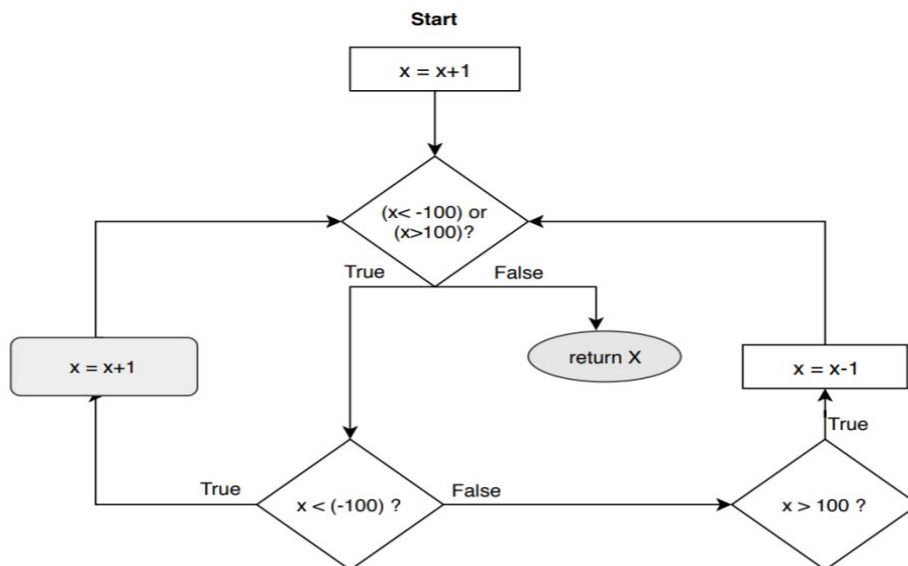 Start
x = x+1
(x< -100) or
(x>100)?
True
False
x = x+1
return X
x = x-1
True
True
x < (-100) ?
False
x > 100 ?